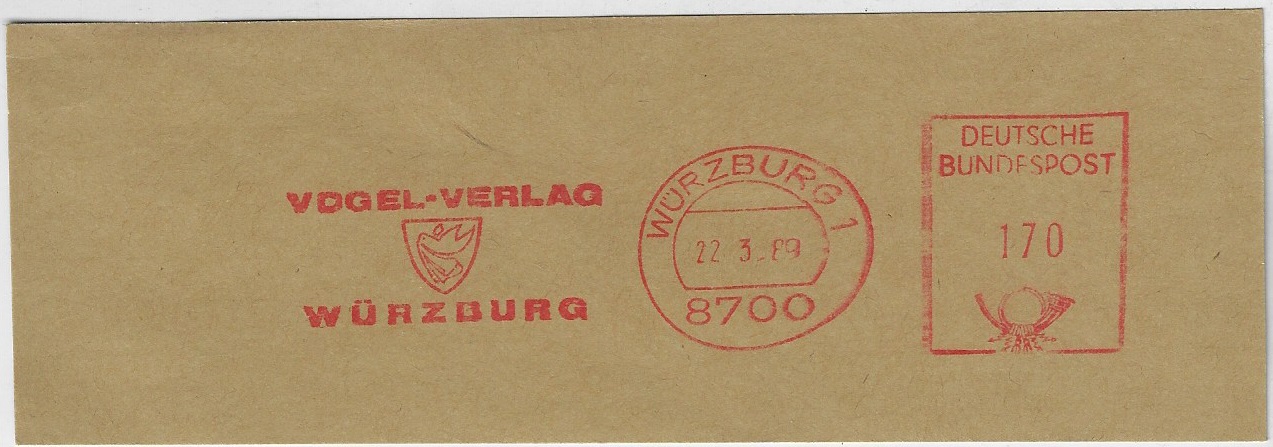 VOGEL-VERLAG
WÜRZBURG
WÜRZBURG 1
22 3. 89
8700
DEUTSCHE
BUNDESPOST
170